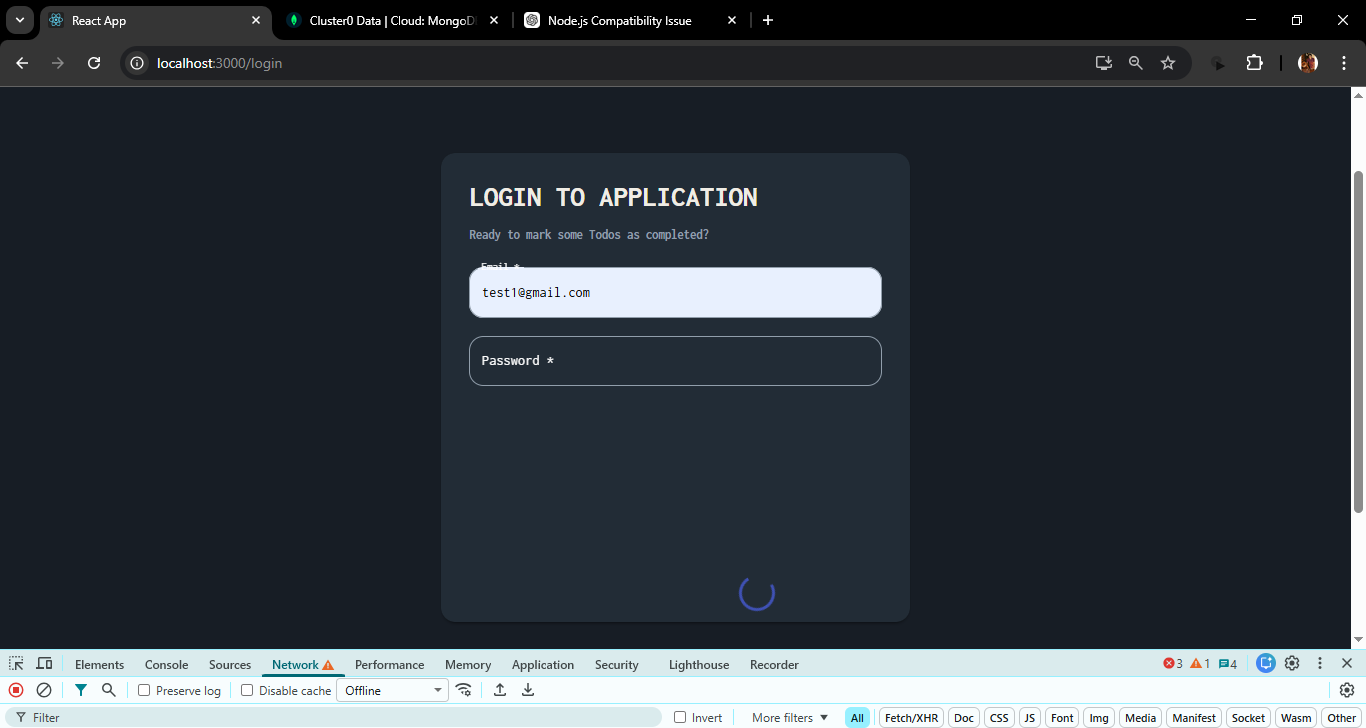 React App
Cluster0 Data | Cloud: MongoD
Node.js Compatibility Issue
localhost:3000/login
LOGIN TO APPLICATION
Ready to mark some Todos as completed?
Email *
test1@gmail.com
Password *
Elements Console Sources Network Performance Memory Application Security Lighthouse Recorder 3 1 4
Preserve log Disable cache Offline
Filter Invert More filters All Fetch/XHR Doc CSS JS Font Img Media Manifest Socket Wasm Other